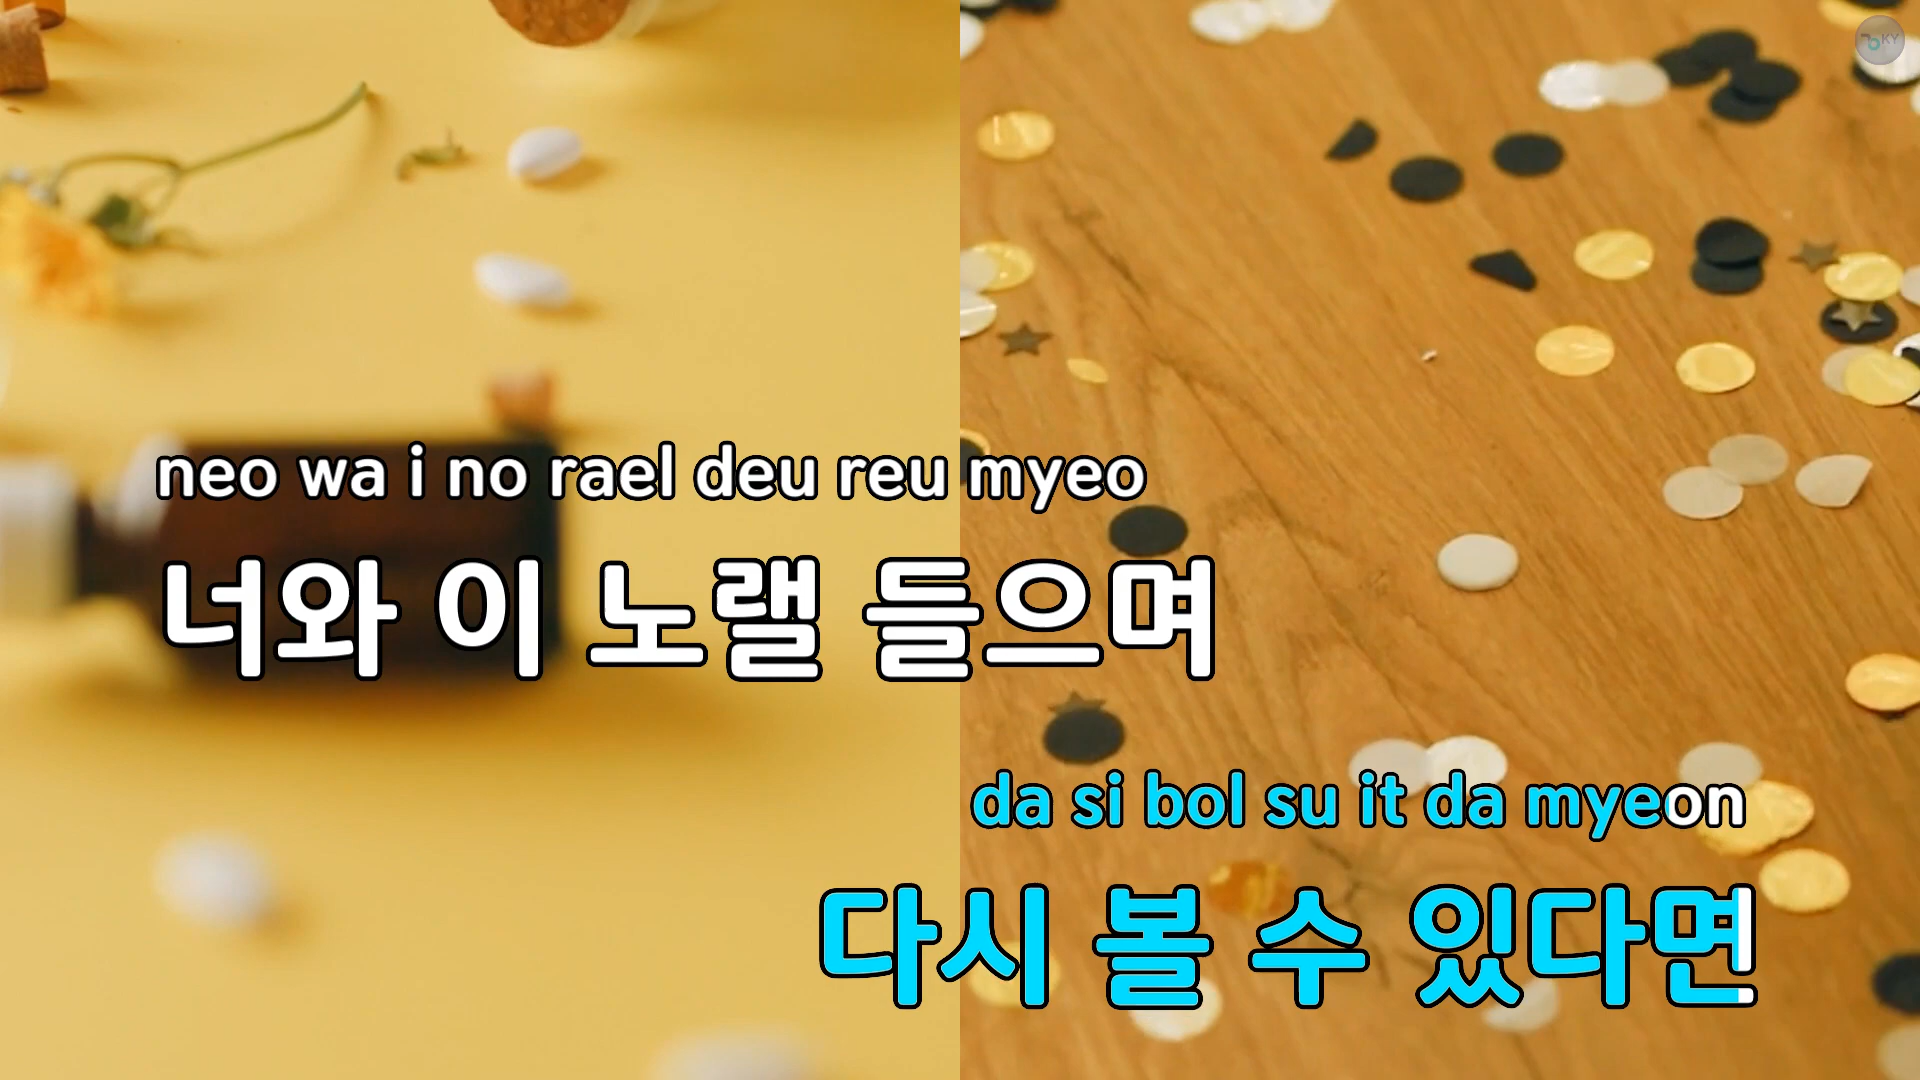 KY
neo wa i no rael deu reu myeo
너와 이 노랠 들으며
da si bol su it da myeon
다시 볼 수 있다면